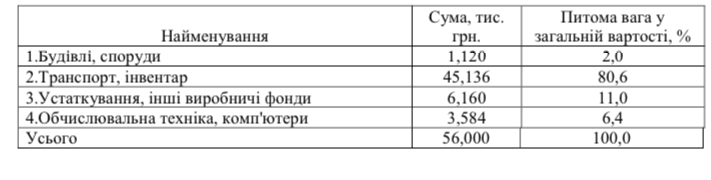 Найменування Сума, тис. грн. Питома вага у загальній вартості, %
1.Будівлі, споруди 1,120 2,0
2.Транспорт, інвентар 45,136 80,6
3.Устаткування, інші виробничі фонди 6,160 11,0
4.Обчислювальна техніка, комп'ютери 3,584 6,4
Усього 56,000 100,0